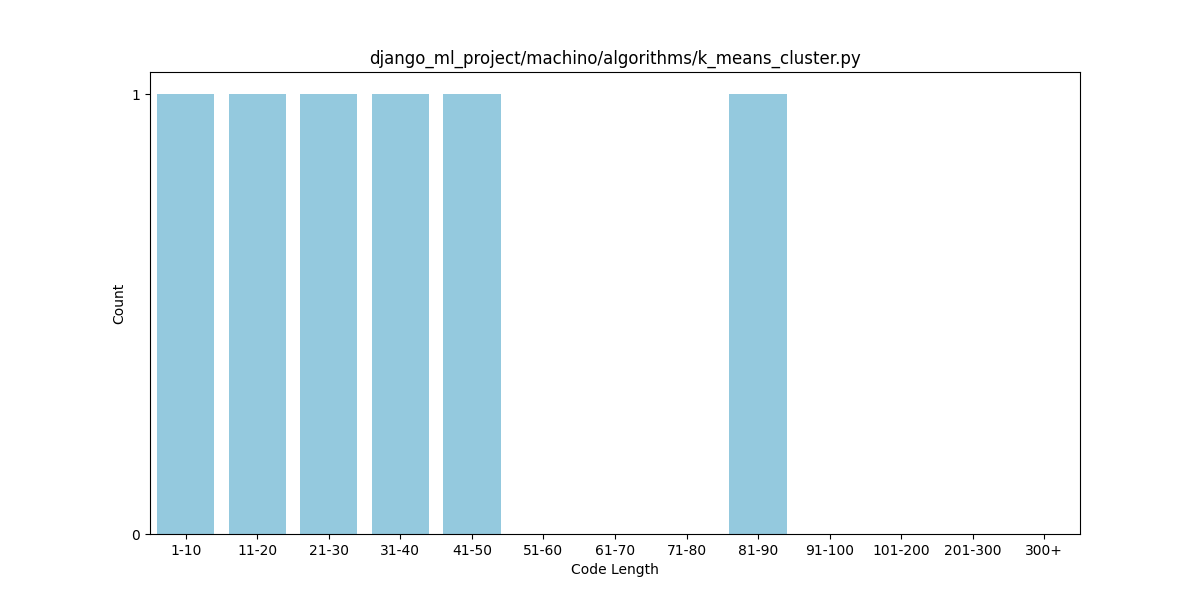 django_ml_project/machino/algorithms/k_means_cluster.py
1
Count
0
1-10 11-20 21-30 31-40 41-50 51-60 61-70 71-80 81-90 91-100 101-200 201-300 300+
Code Length